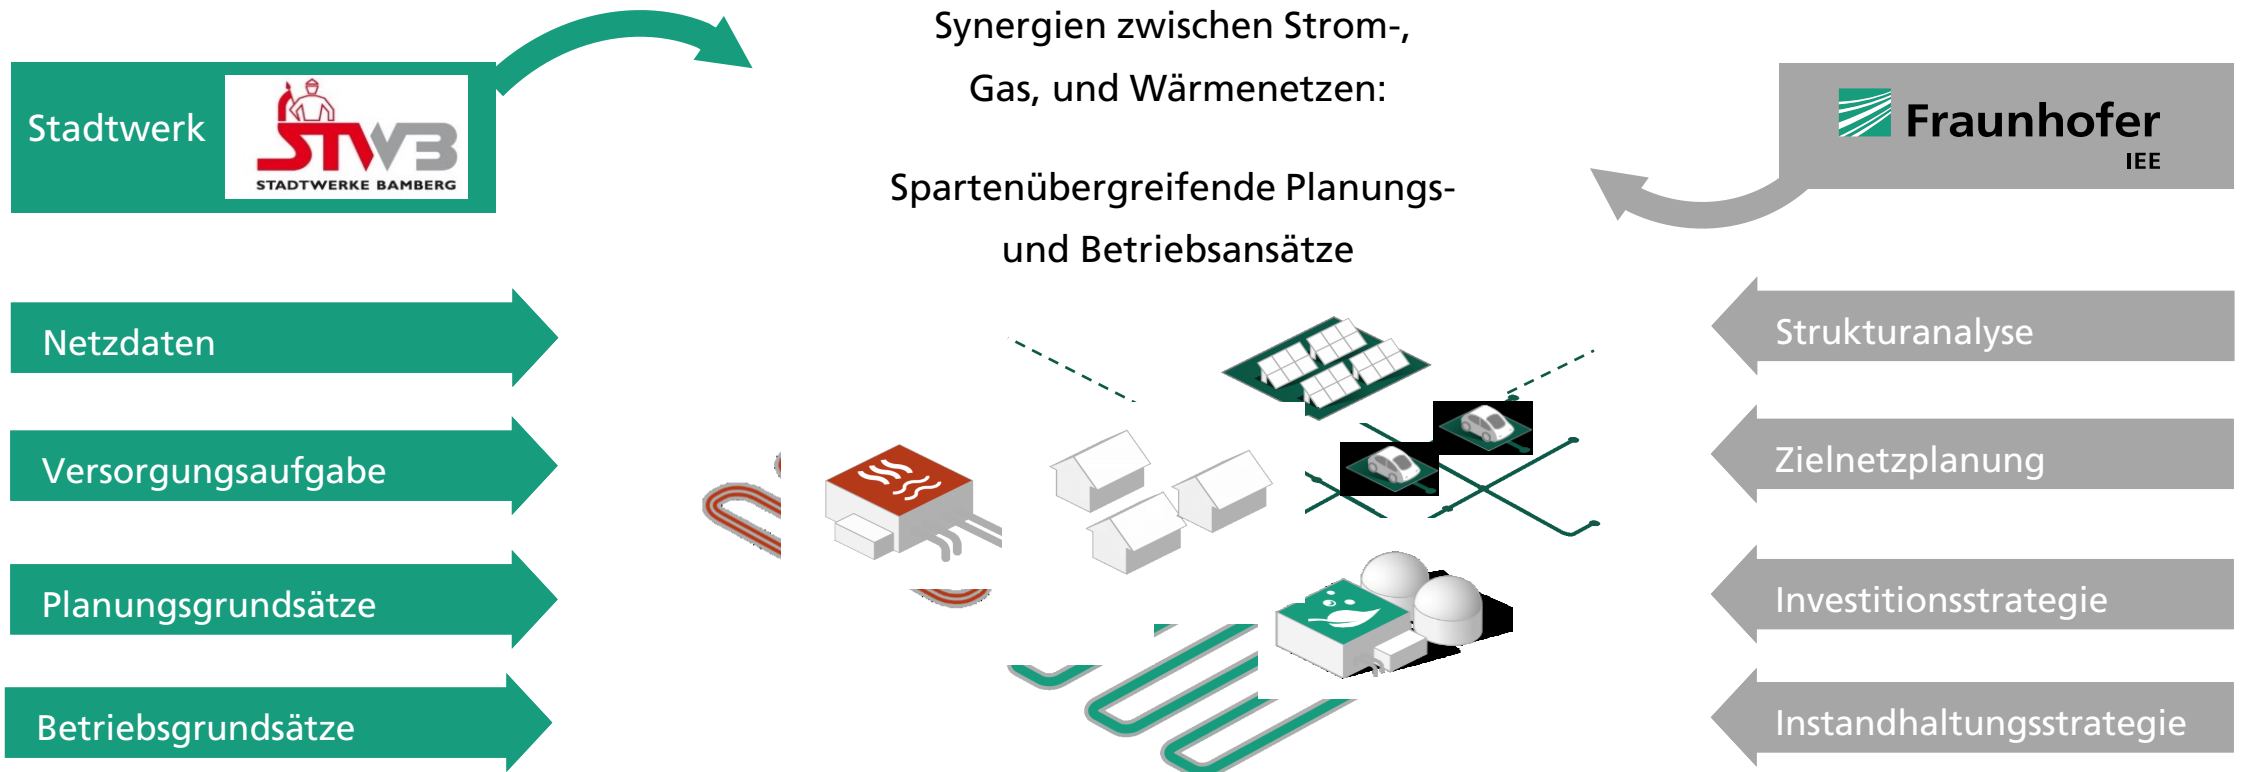 Synergien zwischen Strom-,
Gas, und Wärmenetzen:
Spartenübergreifende Planungs-
und Betriebsansätze
Stadtwerk
STWB
STADTWERKE BAMBERG
Netzdaten
Versorgungsaufgabe
Planungsgrundsätze
Betriebsgrundsätze
Fraunhofer
IEE
Strukturanalyse
Zielnetzplanung
Investitionsstrategie
Instandhaltungsstrategie